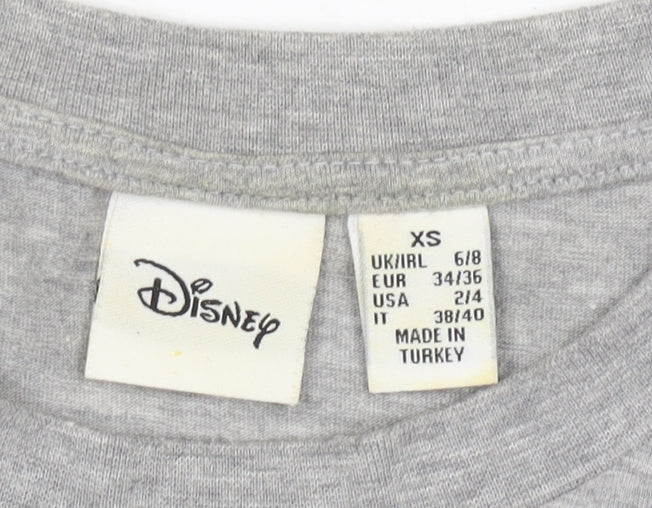 Disney
XS
UK/IRL 6/8
EUR 34/36
USA 2/4
IT 38/40
MADE IN
TURKEY